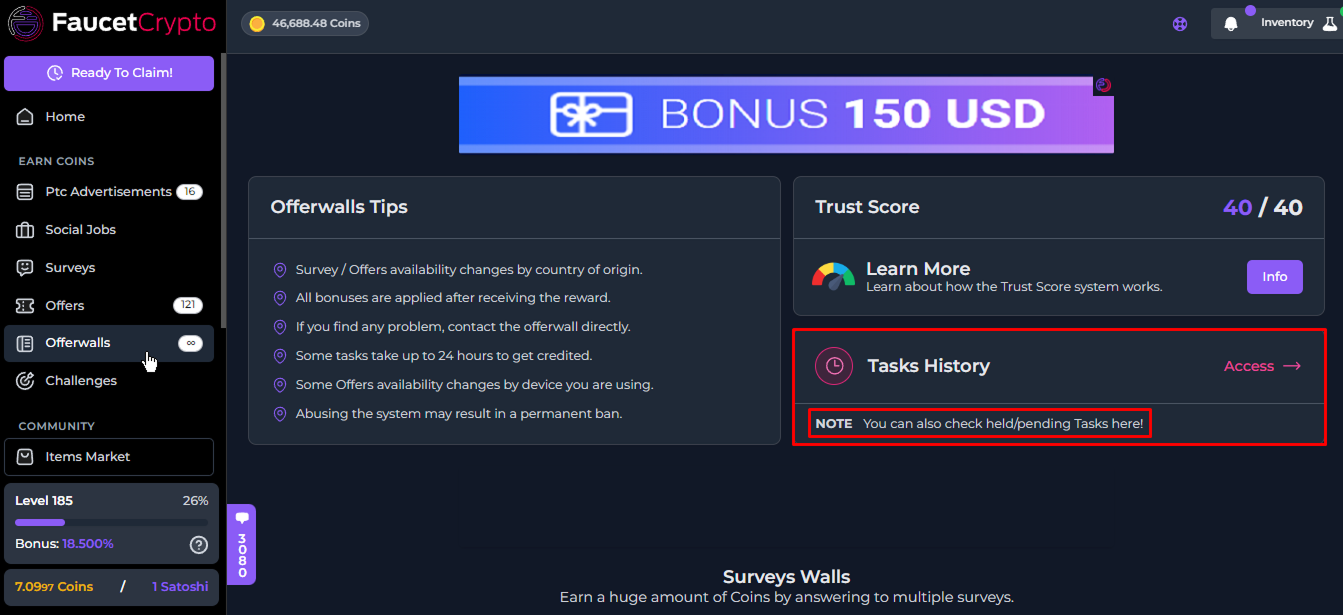 FaucetCrypto
46,688.48 Coins
Inventory
Ready To Claim!
Home
EARN COINS
Ptc Advertisements 16
Social Jobs
Surveys
Offers 121
Offerwalls ∞
Challenges
COMMUNITY
Items Market
Level 185 26%
Bonus: 18.500% ?
7.0997 Coins / 1 Satoshi
3080
BONUS 150 USD
Offerwalls Tips
Survey / Offers availability changes by country of origin.
All bonuses are applied after receiving the reward.
If you find any problem, contact the offerwall directly.
Some tasks take up to 24 hours to get credited.
Some Offers availability changes by device you are using.
Abusing the system may result in a permanent ban.
Trust Score 40 / 40
Learn More
Learn about how the Trust Score system works.
Info
Tasks History Access →
NOTE You can also check held/pending Tasks here!
Surveys Walls
Earn a huge amount of Coins by answering to multiple surveys.